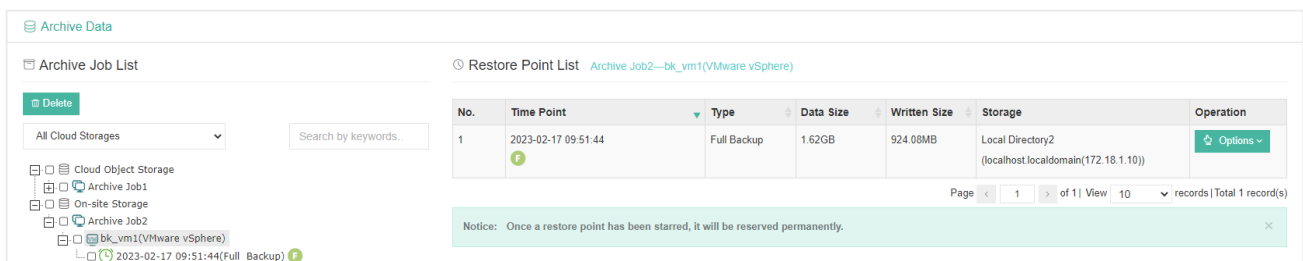 Archive Data
Archive Job List
Delete
All Cloud Storages
Search by keywords..
Cloud Object Storage
Archive Job1
On-site Storage
Archive Job2
bk_vm1(VMware vSphere)
2023-02-17 09:51:44(Full Backup) F
Restore Point List Archive Job2---bk_vm1(VMware vSphere)
No. Time Point Type Data Size Written Size Storage Operation
1 2023-02-17 09:51:44 Full Backup 1.62GB 924.08MB Local Directory2 Options
F (localhost.localdomain(172.18.1.10))
Page < 1 > of 1| View 10 records|Total 1 record(s)
Notice: Once a restore point has been starred, it will be reserved permanently. ×